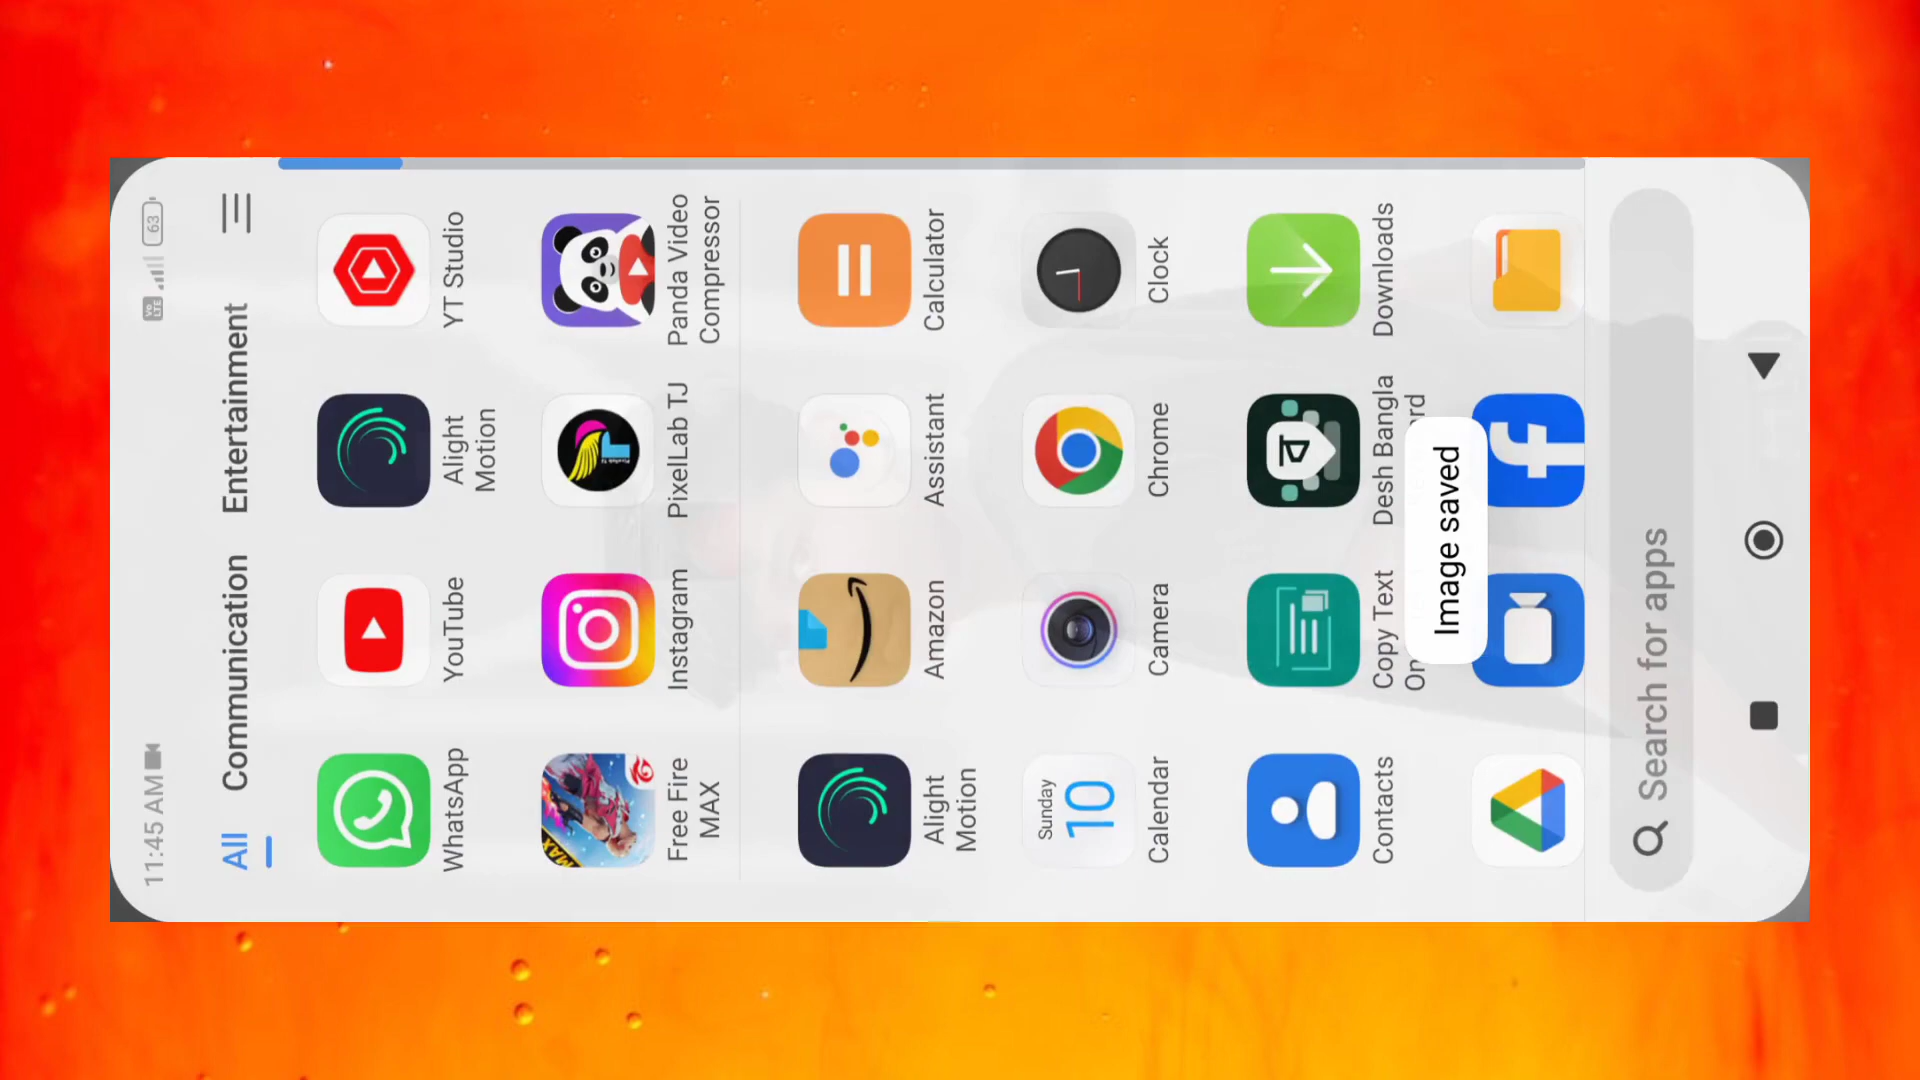 11:45 AM
VO LTE
63
All Communication Entertainment
WhatsApp
YouTube
Alight
Motion
YT Studio
Free Fire
MAX
Instagram
PixelLab TJ
Panda Video
Compressor
Alight
Motion
Amazon
Assistant
Calculator
Sunday
10
Calendar
Camera
Chrome
Clock
Contacts
Copy Text
Desh Bangla
Downloads
Image saved
Search for apps